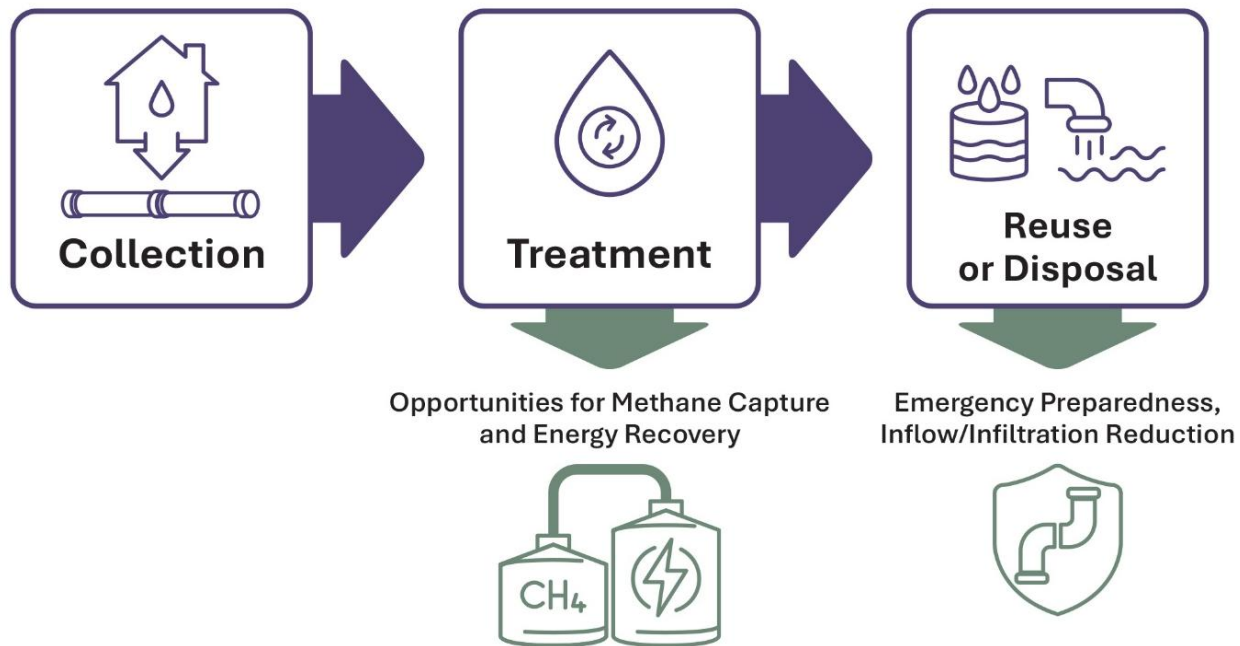 Collection
Treatment
Reuse
or Disposal
Opportunities for Methane Capture
and Energy Recovery
Emergency Preparedness,
Inflow/Infiltration Reduction
CH₄